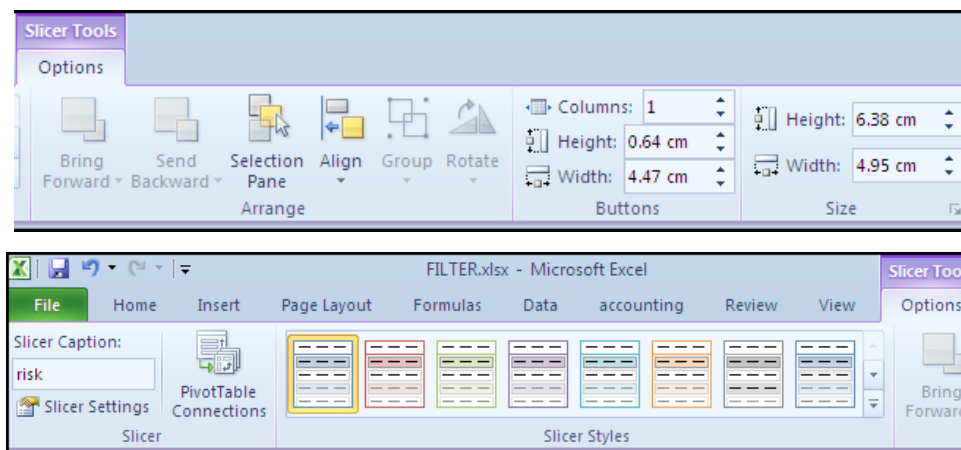 Slicer Tools
Options
Bring Forward
Send Backward
Selection Pane
Align
Group
Rotate
Columns: 1
Height: 0.64 cm
Width: 4.47 cm
Height: 6.38 cm
Width: 4.95 cm
Arrange
Buttons
Size
FILTER.xlsx - Microsoft Excel
Slicer Too
File Home Insert Page Layout Formulas Data accounting Review View Options
Slicer Caption:
risk
Slicer Settings
PivotTable Connections
Bring Forward
Slicer
Slicer Styles